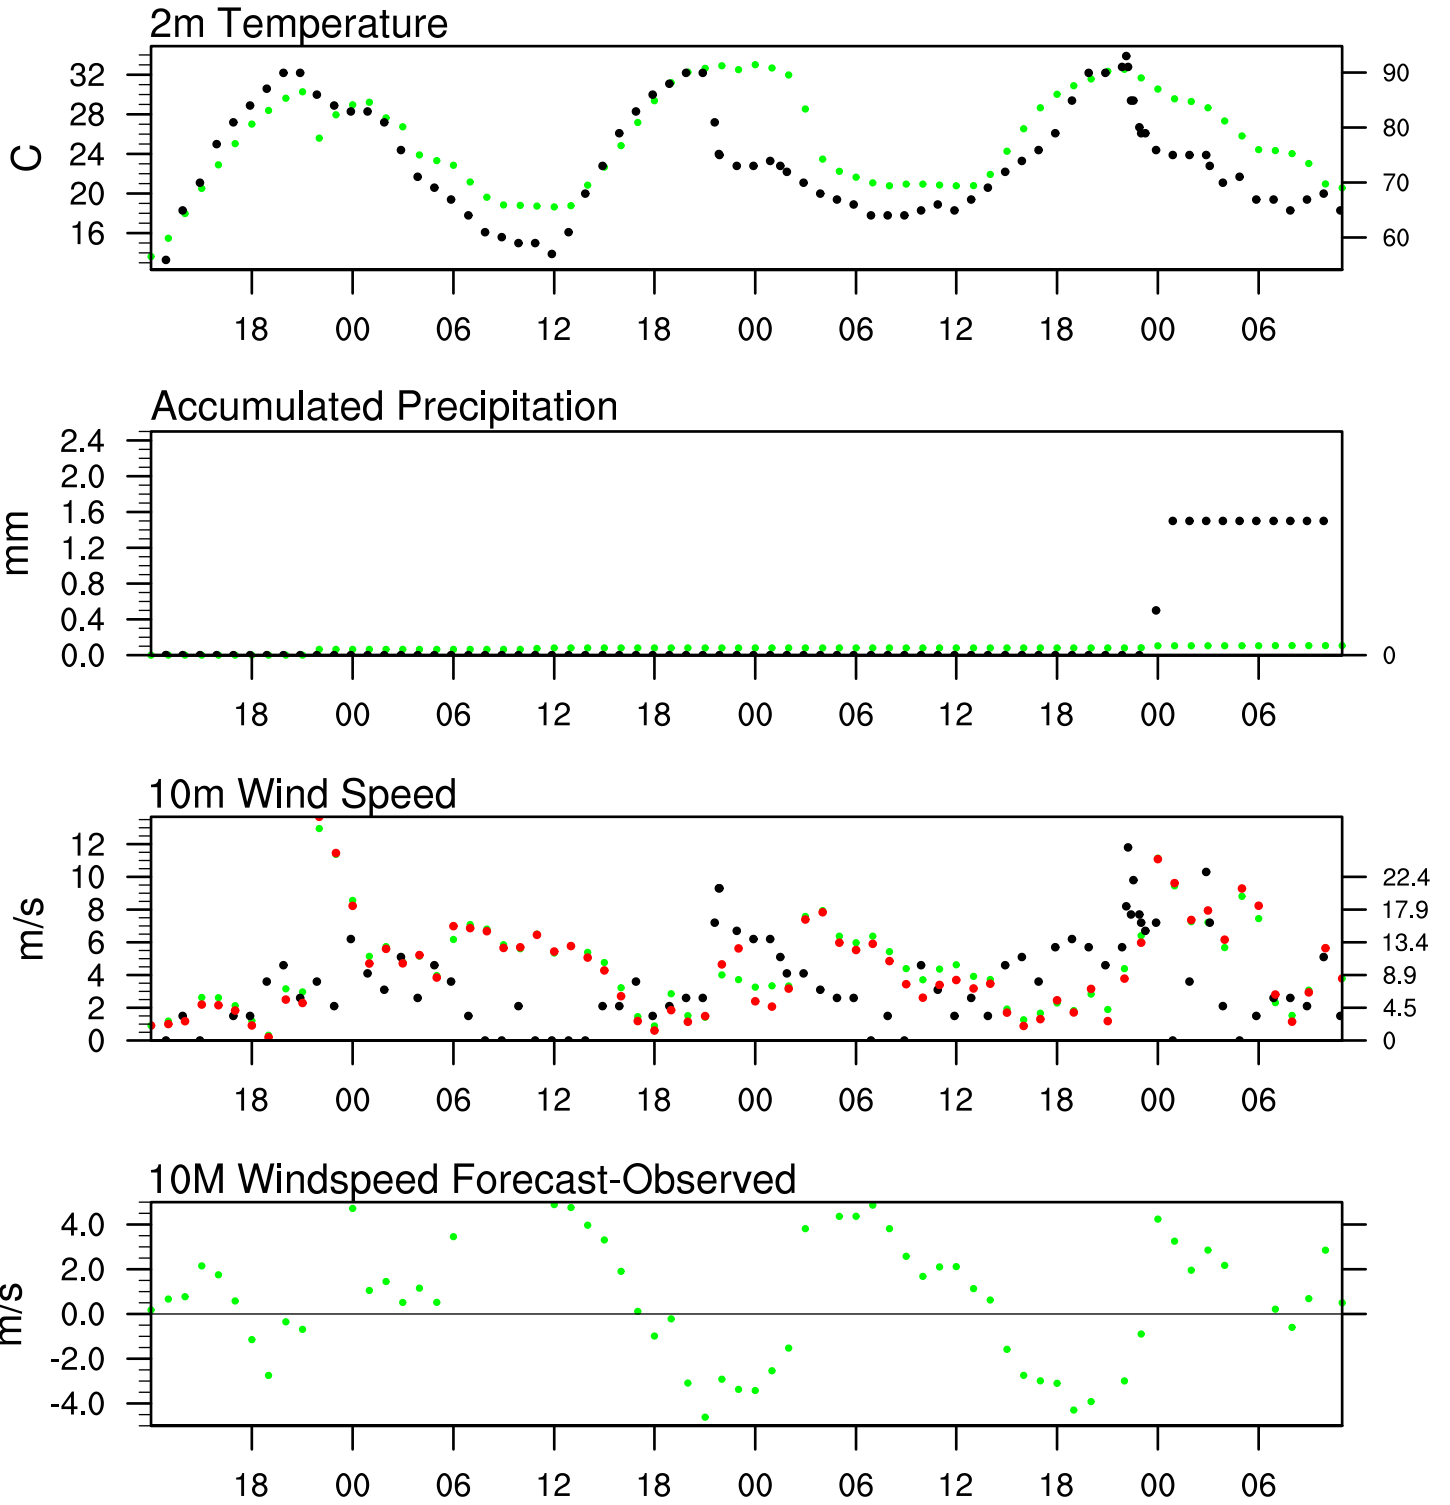 2m Temperature
C
32
28
24
20
16
90
80
70
60
18 00 06 12 18 00 06 12 18 00 06
Accumulated Precipitation
mm
2.4
2.0
1.6
1.2
0.8
0.4
0.0
0
18 00 06 12 18 00 06 12 18 00 06
10m Wind Speed
m/s
12
10
8
6
4
2
0
22.4
17.9
13.4
8.9
4.5
0
18 00 06 12 18 00 06 12 18 00 06
10M Windspeed Forecast-Observed
m/s
4.0
2.0
0.0
-2.0
-4.0
18 00 06 12 18 00 06 12 18 00 06